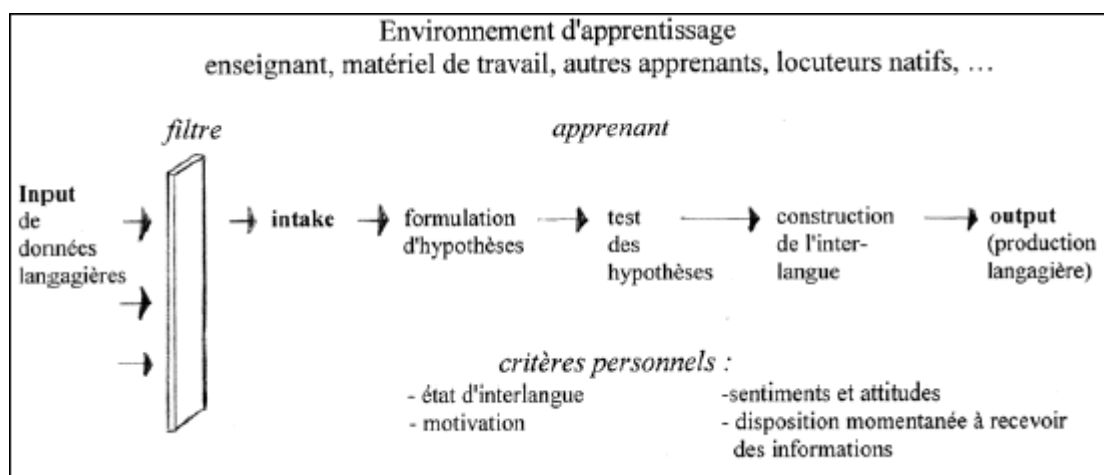 Environnement d'apprentissage
enseignant, matériel de travail, autres apprenants, locuteurs natifs, …
filtre
apprenant
Input
de
données
langagières
intake
formulation
d'hypothèses
test
des
hypothèses
construction
de l'inter-
langue
output
(production
langagière)
critères personnels :
- état d'interlangue
- motivation
-sentiments et attitudes
- disposition momentanée à recevoir
des informations